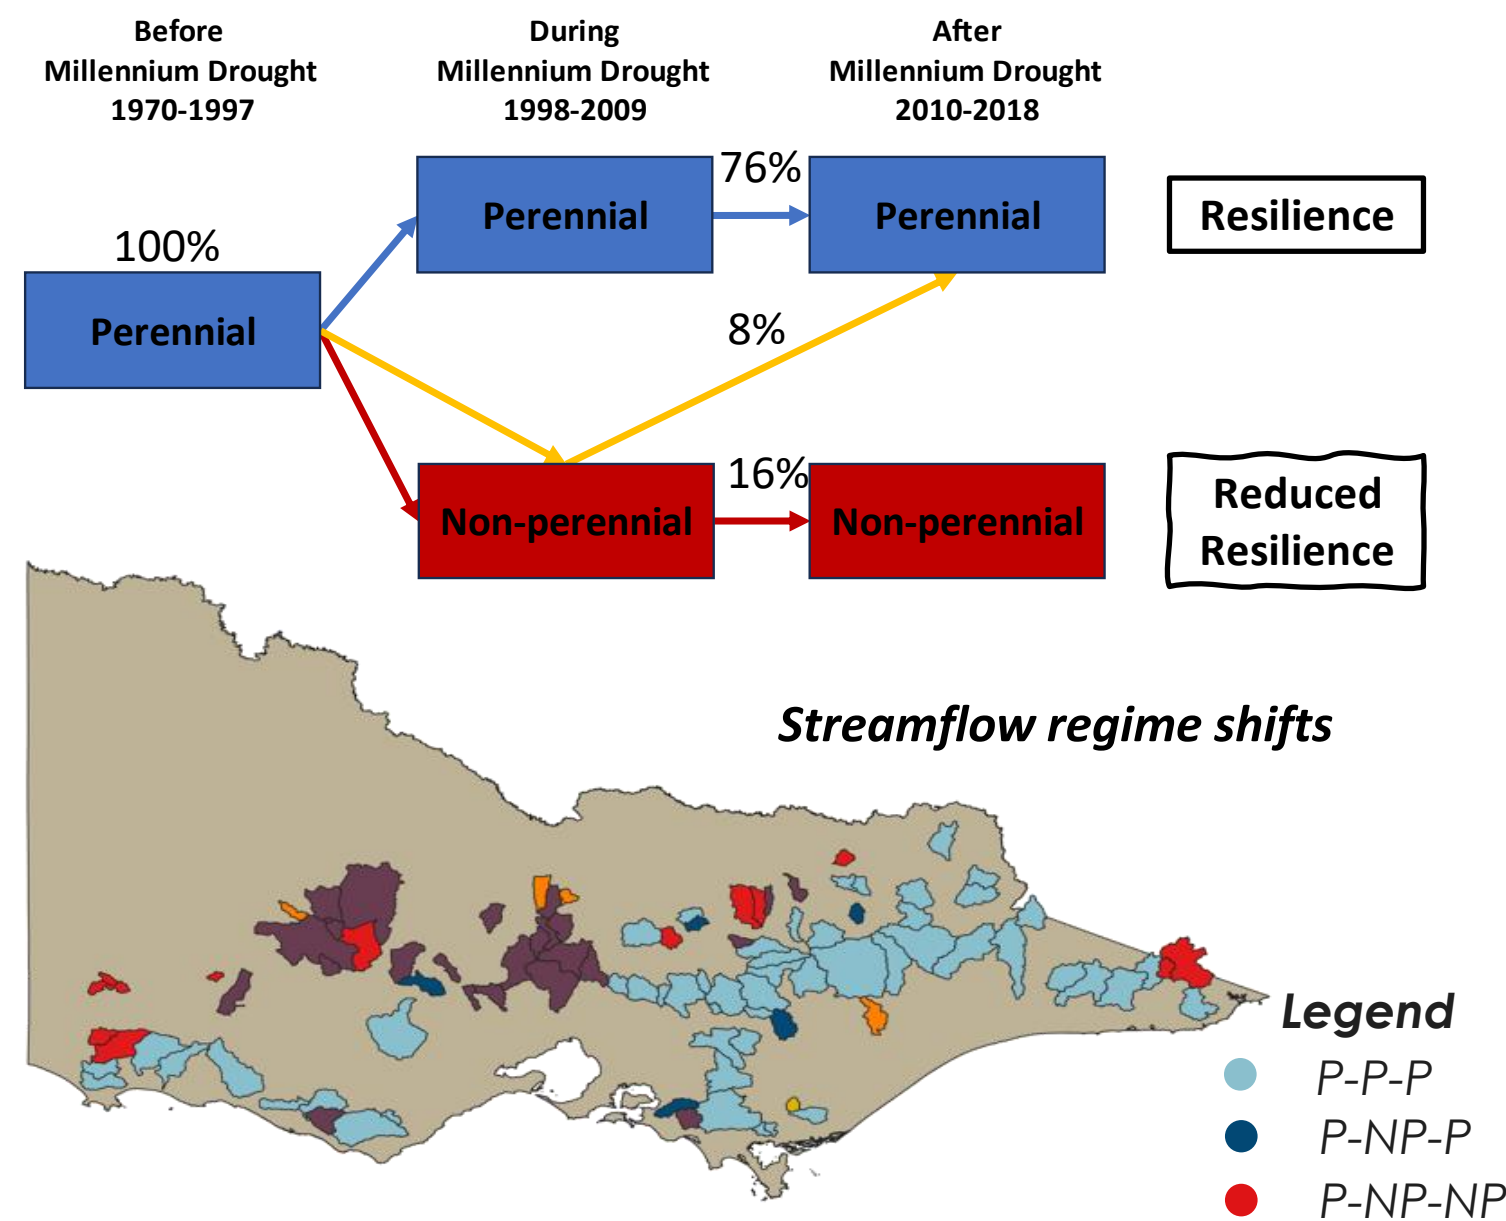 Before
Millennium Drought
1970-1997
During
Millennium Drought
1998-2009
After
Millennium Drought
2010-2018
100%
Perennial
Perennial
76%
Perennial
Resilience
8%
Non-perennial
16%
Non-perennial
Reduced
Resilience
Streamflow regime shifts
Legend
P-P-P
P-NP-P
P-NP-NP